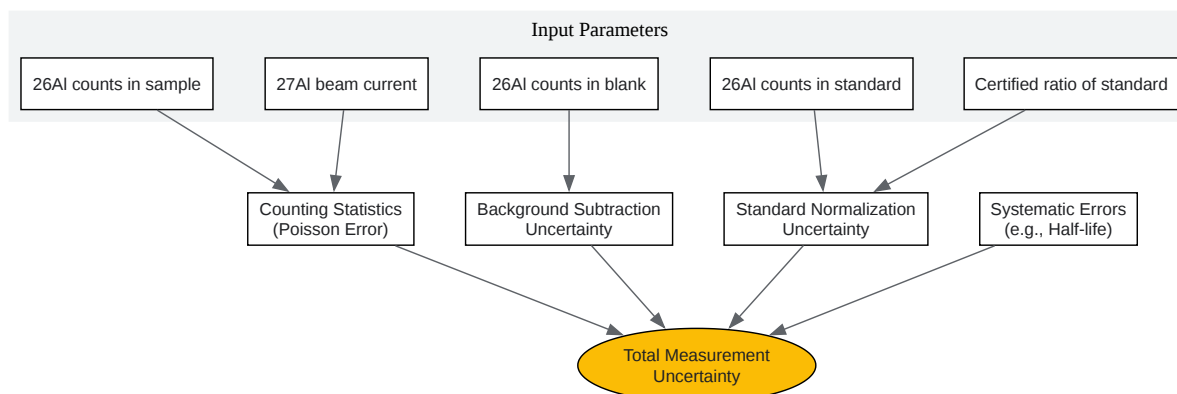 Input Parameters
26Al counts in sample
27Al beam current
26Al counts in blank
26Al counts in standard
Certified ratio of standard
Counting Statistics
(Poisson Error)
Background Subtraction
Uncertainty
Standard Normalization
Uncertainty
Systematic Errors
(e.g., Half-life)
Total Measurement
Uncertainty